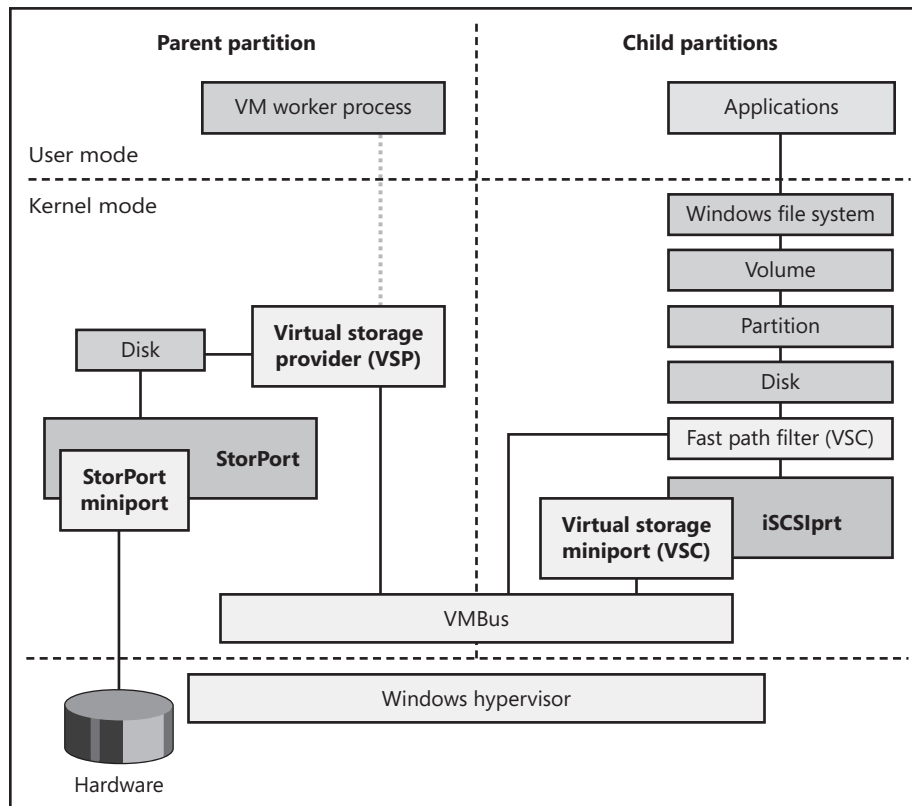 Parent partition
Child partitions
VM worker process
Applications
User mode
Kernel mode
Windows file system
Volume
Partition
Disk
Fast path filter (VSC)
iSCSIprt
Virtual storage
miniport (VSC)
Virtual storage
provider (VSP)
Disk
StorPort
StorPort
miniport
VMBus
Windows hypervisor
Hardware